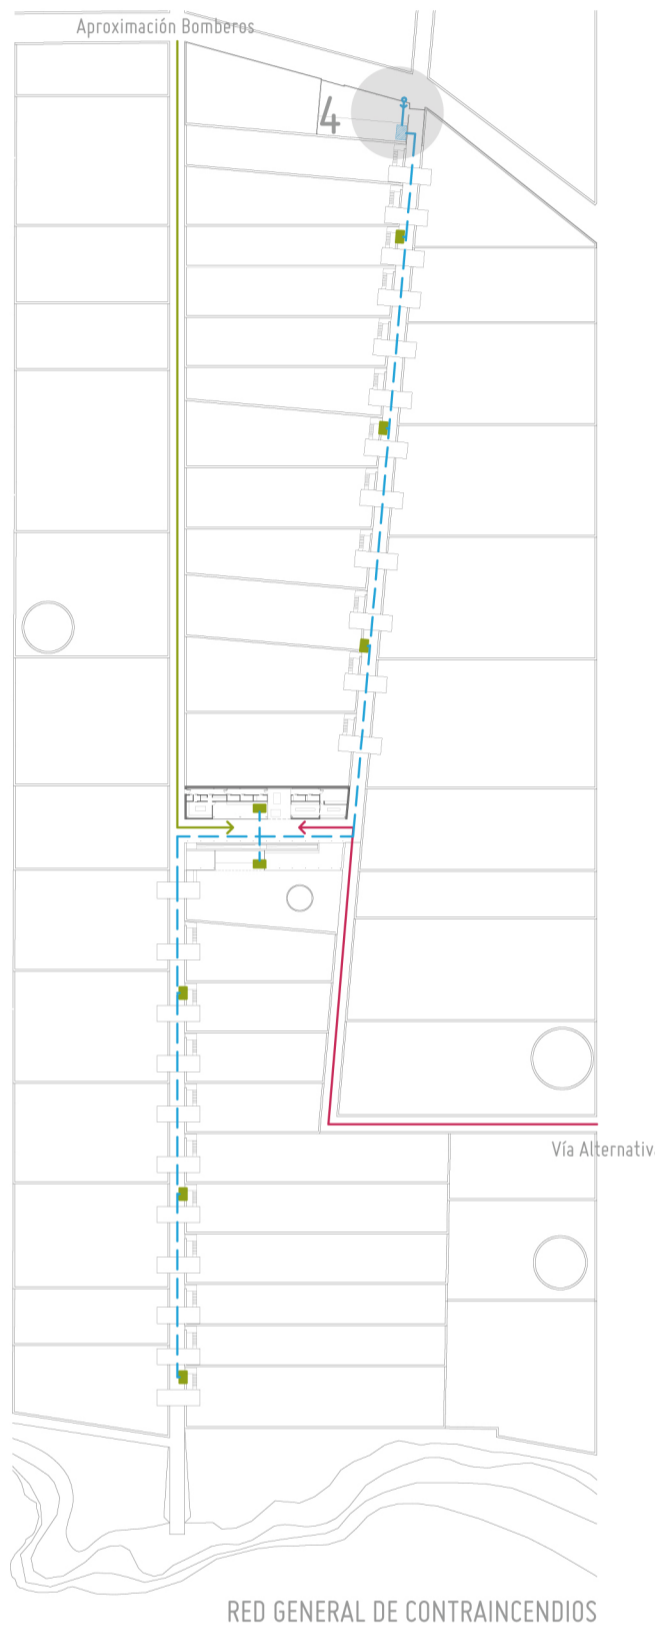 Aproximación Bomberos
4
Vía Alternativ
RED GENERAL DE CONTRAINCENDIOS